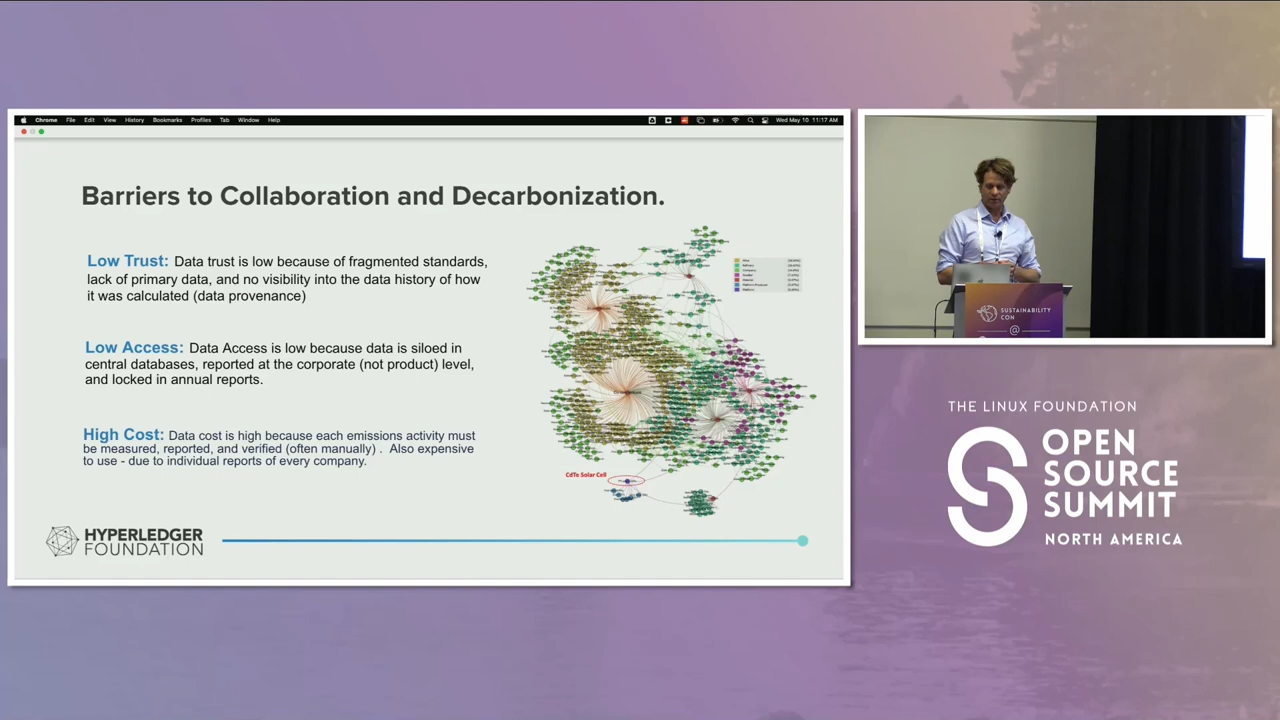 Chrome File Edit View History Bookmarks Profiles Tab Window Help
Wed May 10 11:17 AM
Barriers to Collaboration and Decarbonization.
Low Trust: Data trust is low because of fragmented standards,
lack of primary data, and no visibility into the data history of how
it was calculated (data provenance)
Low Access: Data Access is low because data is siloed in
central databases, reported at the corporate (not product) level,
and locked in annual reports.
High Cost: Data cost is high because each emissions activity must
be measured, reported, and verified (often manually) . Also expensive
to use - due to individual reports of every company.
CdTe Solar Cell
HYPERLEDGER
FOUNDATION
SUSTAINABILITY
CON
@
THE LINUX FOUNDATION
OPEN
SOURCE
SUMMIT
NORTH AMERICA